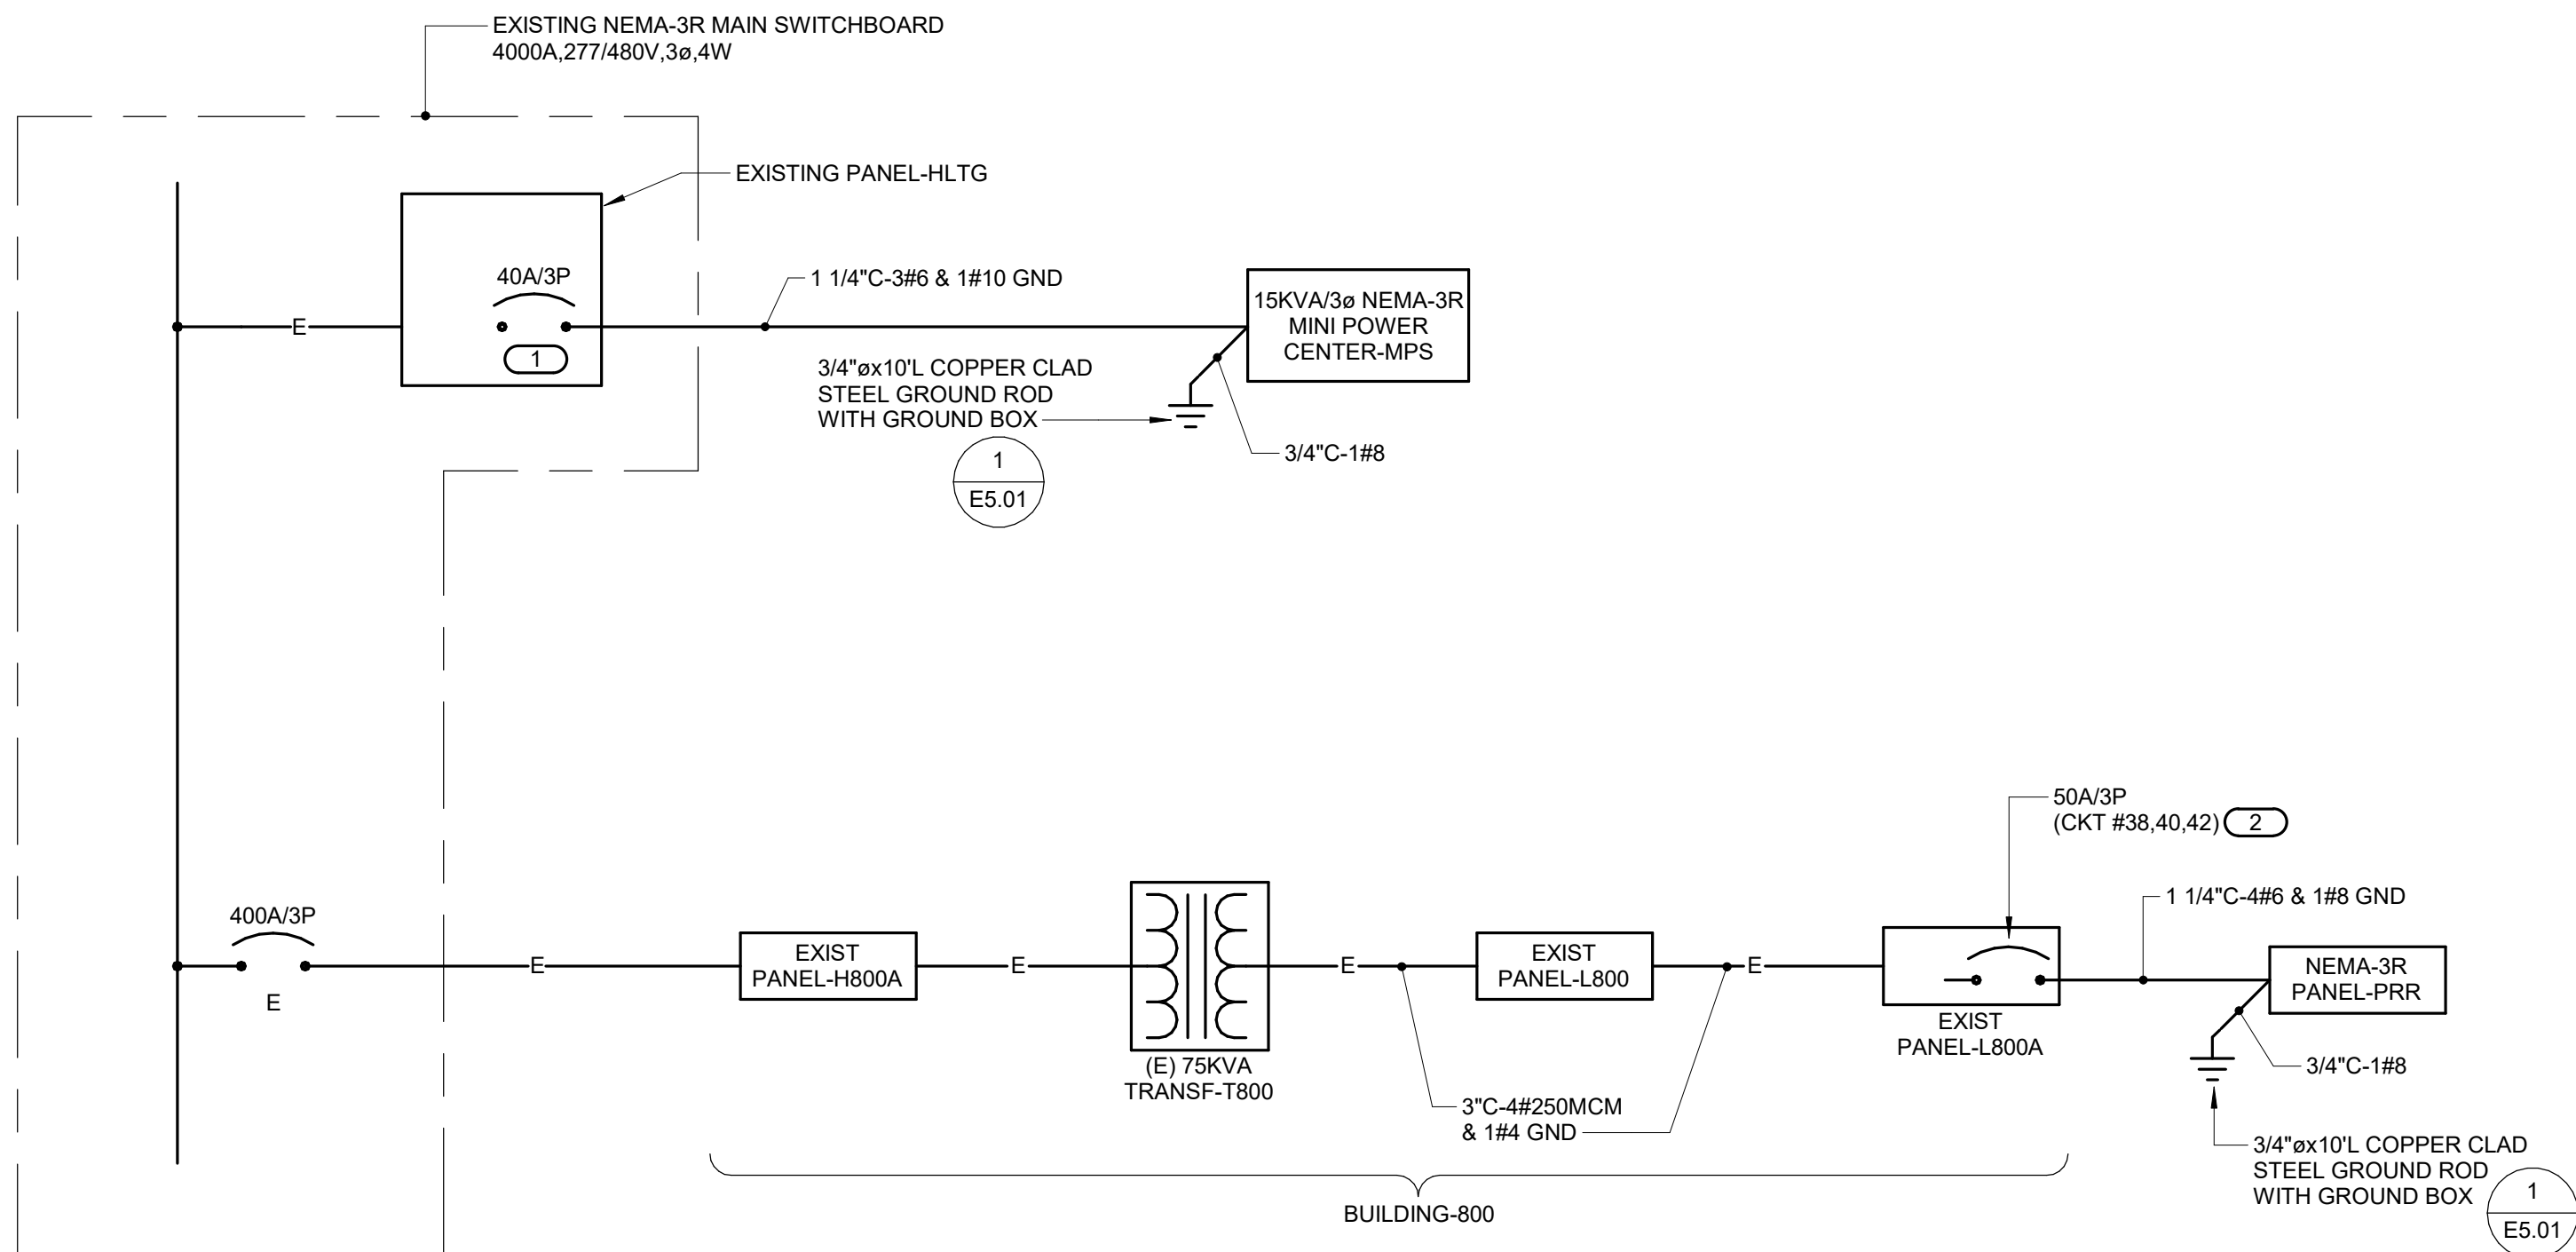 EXISTING NEMA-3R MAIN SWITCHBOARD
4000A,277/480V,3ø,4W
EXISTING PANEL-HLTG
40A/3P
1
E
1 1/4"C-3#6 & 1#10 GND
15KVA/3ø NEMA-3R
MINI POWER
CENTER-MPS
3/4"øx10'L COPPER CLAD
STEEL GROUND ROD
WITH GROUND BOX
1
E5.01
3/4"C-1#8
400A/3P
E
E
EXIST
PANEL-H800A
E
(E) 75KVA
TRANSF-T800
E
EXIST
PANEL-L800
E
3"C-4#250MCM
& 1#4 GND
50A/3P
(CKT #38,40,42)
2
EXIST
PANEL-L800A
1 1/4"C-4#6 & 1#8 GND
NEMA-3R
PANEL-PRR
3/4"C-1#8
3/4"øx10'L COPPER CLAD
STEEL GROUND ROD
WITH GROUND BOX
1
E5.01
BUILDING-800